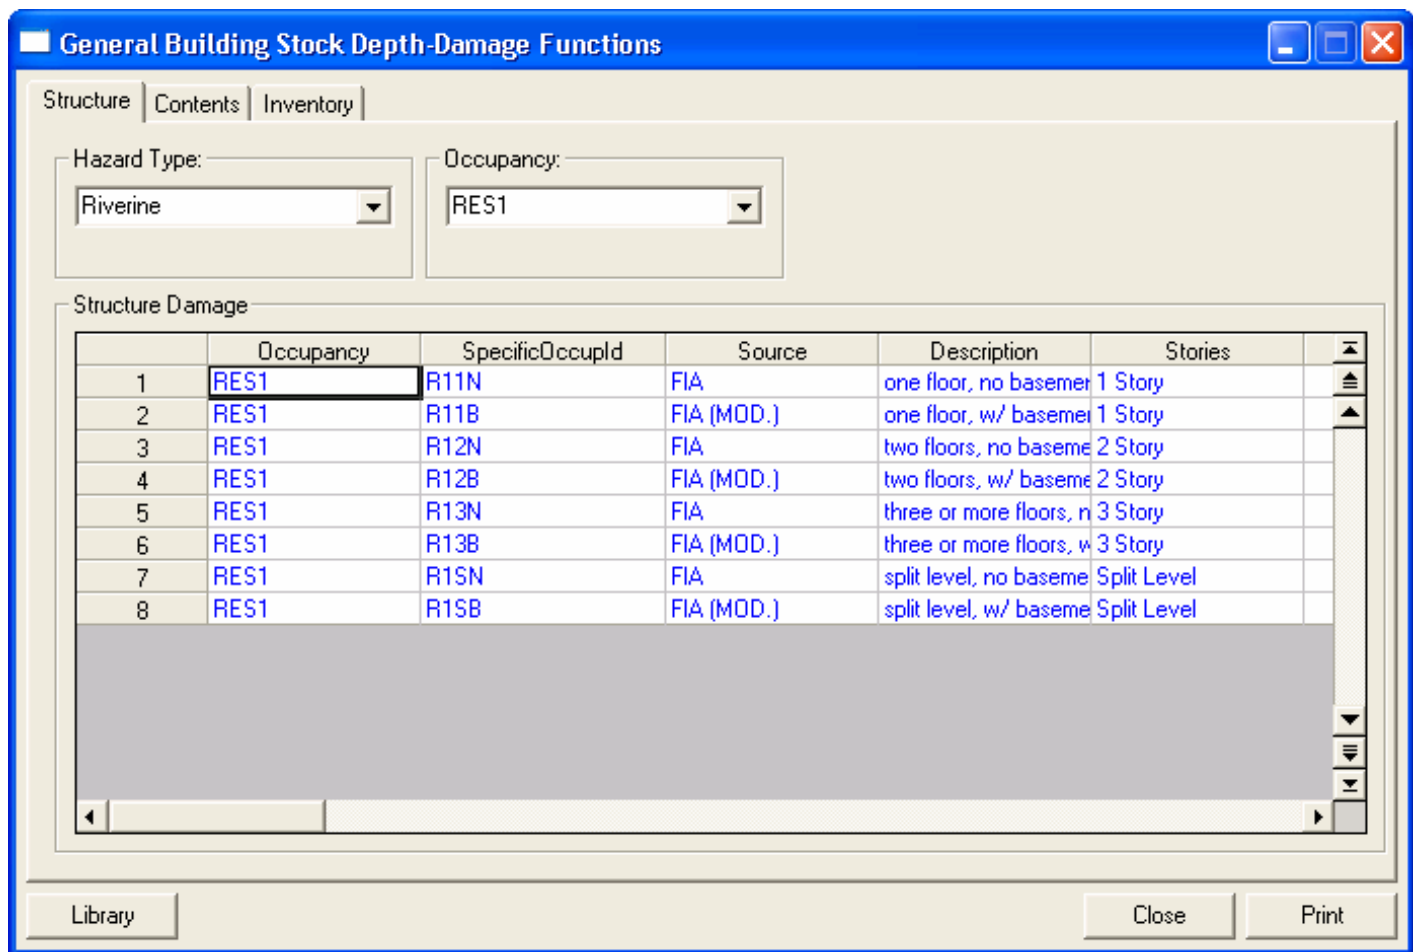 General Building Stock Depth-Damage Functions
Structure Contents Inventory
Hazard Type: Occupancy:
Riverine RES1
Structure Damage
Occupancy SpecificOccupId Source Description Stories
1 RES1 R11N FIA one floor, no basemen 1 Story
2 RES1 R11B FIA (MOD.) one floor, w/ basemen 1 Story
3 RES1 R12N FIA two floors, no baseme 2 Story
4 RES1 R12B FIA (MOD.) two floors, w/ baseme 2 Story
5 RES1 R13N FIA three or more floors, n 3 Story
6 RES1 R13B FIA (MOD.) three or more floors, w 3 Story
7 RES1 R1SN FIA split level, no baseme Split Level
8 RES1 R1SB FIA (MOD.) split level, w/ baseme Split Level
Library Close Print